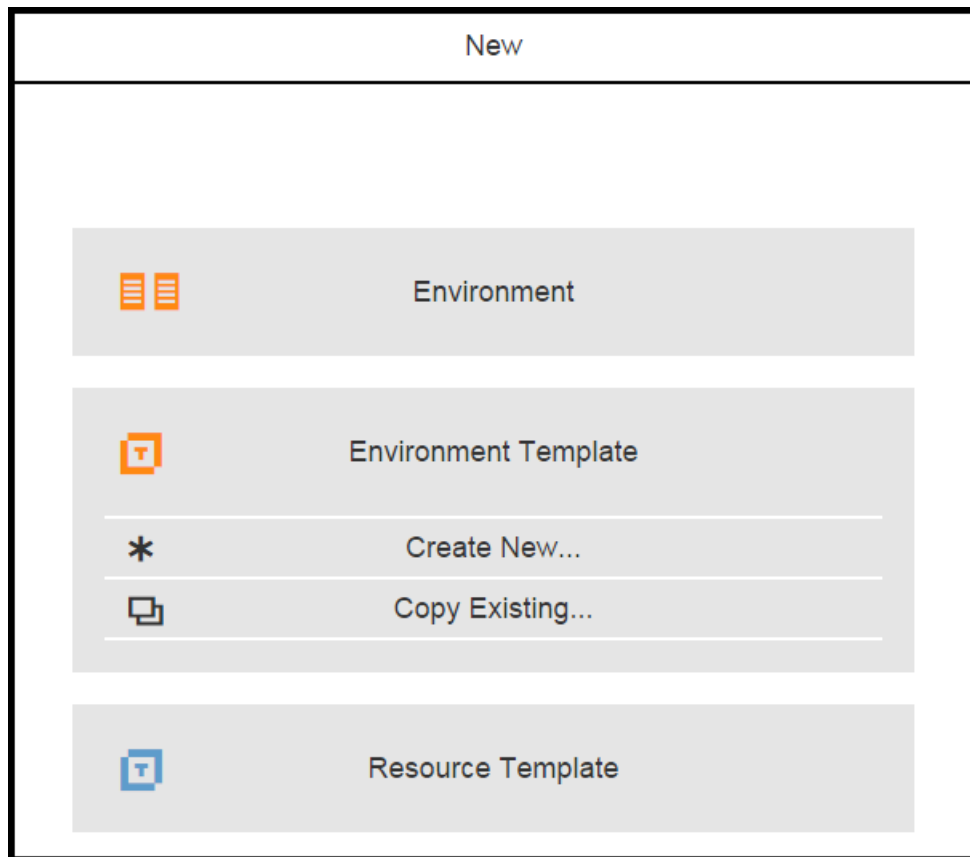 New
Environment
T
Environment Template
Create New...
Copy Existing...
T
Resource Template